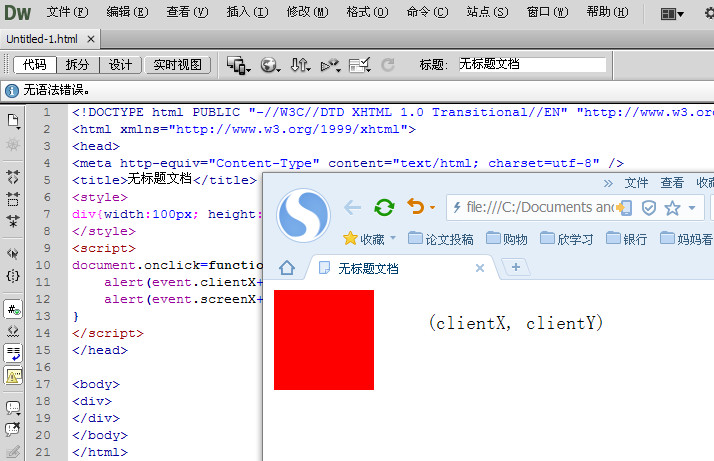 Dw 文件(F) 编辑(E) 查看(V) 插入(I) 修改(M) 格式(O) 命令(C) 站点(S) 窗口(W) 帮助(H)
Untitled-1.html ×
代码 拆分 设计 实时视图 标题: 无标题文档
无语法错误。
1 <!DOCTYPE html PUBLIC "-//W3C//DTD XHTML 1.0 Transitional//EN" "http://www.w3.or
2 <html xmlns="http://www.w3.org/1999/xhtml">
3 <head>
4 <meta http-equiv="Content-Type" content="text/html; charset=utf-8" />
5 <title>无标题文档</title>
6 <style>
7 div{width:100px; height:
8 </style>
9 <script>
10 document.onclick=functio
11 alert(event.clientX+
12 alert(event.screenX+
13 }
14 </script>
15 </head>
16
17 <body>
18 <div>
19 </div>
20 </body>
21 </html>
» 文件 查看 收藏
file:///C:/Documents and
收藏 论文投稿 购物 欣学习 银行 妈妈看
无标题文档 ×
(clientX, clientY)